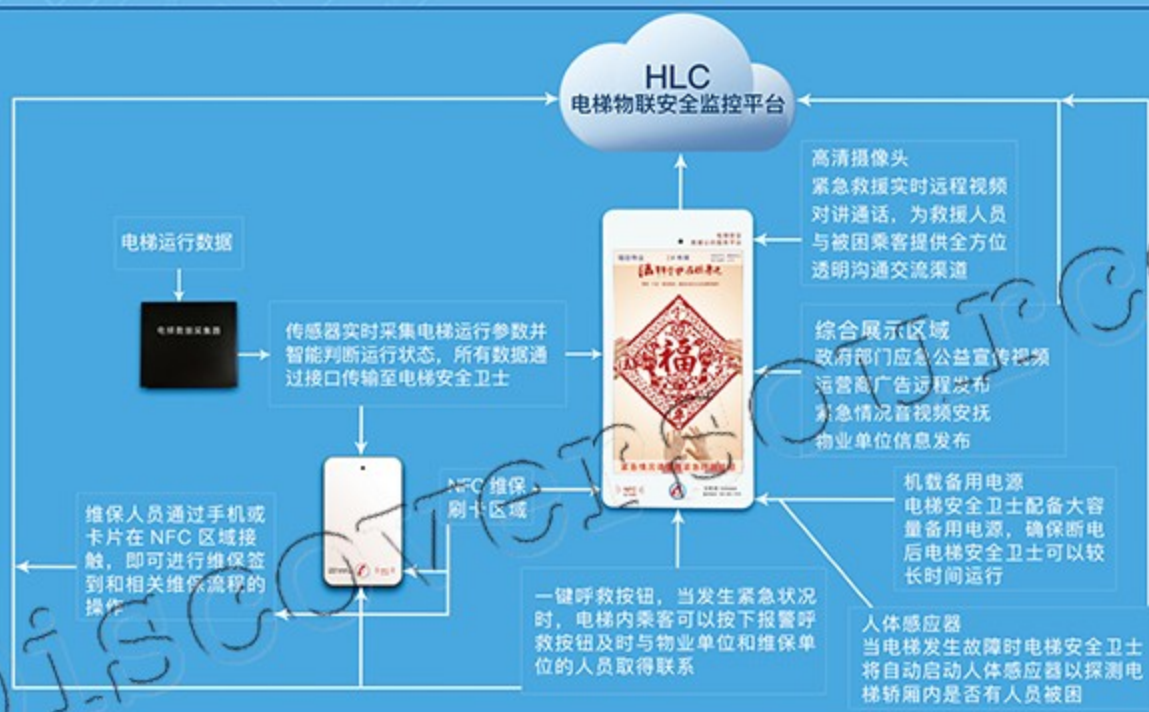 HLC
电梯物联安全监控平台
高清摄像头
紧急救援实时远程视频
对讲通话，为救援人员
与被困乘客提供全方位
透明沟通交流渠道
电梯运行数据
电梯数据采集器
传感器实时采集电梯运行参数并
智能判断运行状态，所有数据通
过接口传输至电梯安全卫士
福
综合展示区域
政府部门应急公益宣传视频
运营商广告远程发布
紧急情况音视频安抚
物业单位信息发布
NFC 维保
刷卡区域
机载备用电源
电梯安全卫士配备大容
量备用电源，确保断电
后电梯安全卫士可以较
长时间运行
维保人员通过手机或
卡片在 NFC 区域接
触，即可进行维保签
到和相关维保流程的
操作
一键呼救按钮，当发生紧急状况
时，电梯内乘客可以按下报警呼
救按钮及时与物业单位和维保单
位的人员取得联系
人体感应器
当电梯发生故障时电梯安全卫士
将自动启动人体感应器以探测电
梯轿厢内是否有人员被困